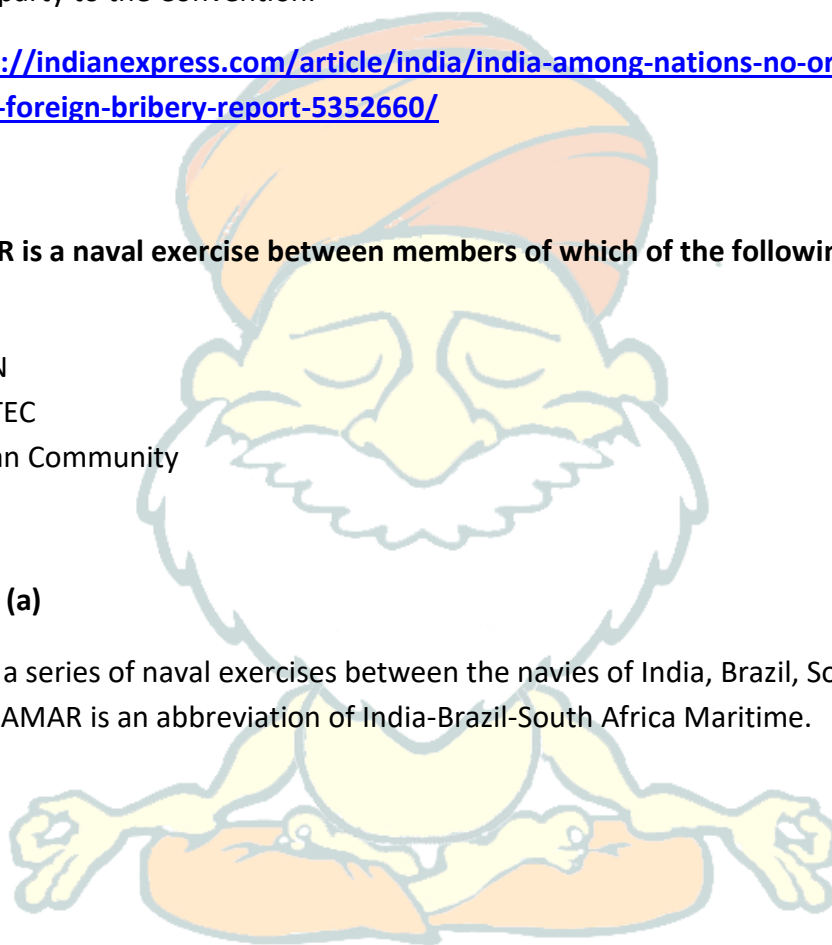 party to the Convention.
://indianexpress.com/article/india/india-among-nations-no-or
-foreign-bribery-report-5352660/
R is a naval exercise between members of which of the followin
N
TEC
an Community
(a)
a series of naval exercises between the navies of India, Brazil, So
AMAR is an abbreviation of India-Brazil-South Africa Maritime.